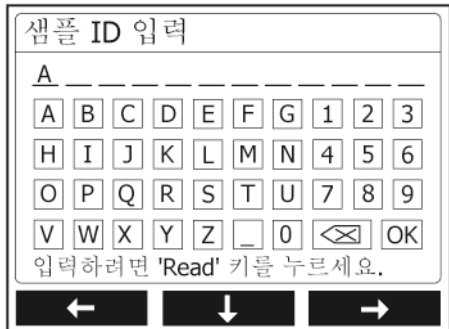 샘플 ID 입력
A _ _ _ _ _ _ _ _ _
A B C D E F G 1 2 3
H I J K L M N 4 5 6
O P Q R S T U 7 8 9
V W X Y Z _ 0 ⌫ OK
입력하려면 'Read' 키를 누르세요.
← ↓ →